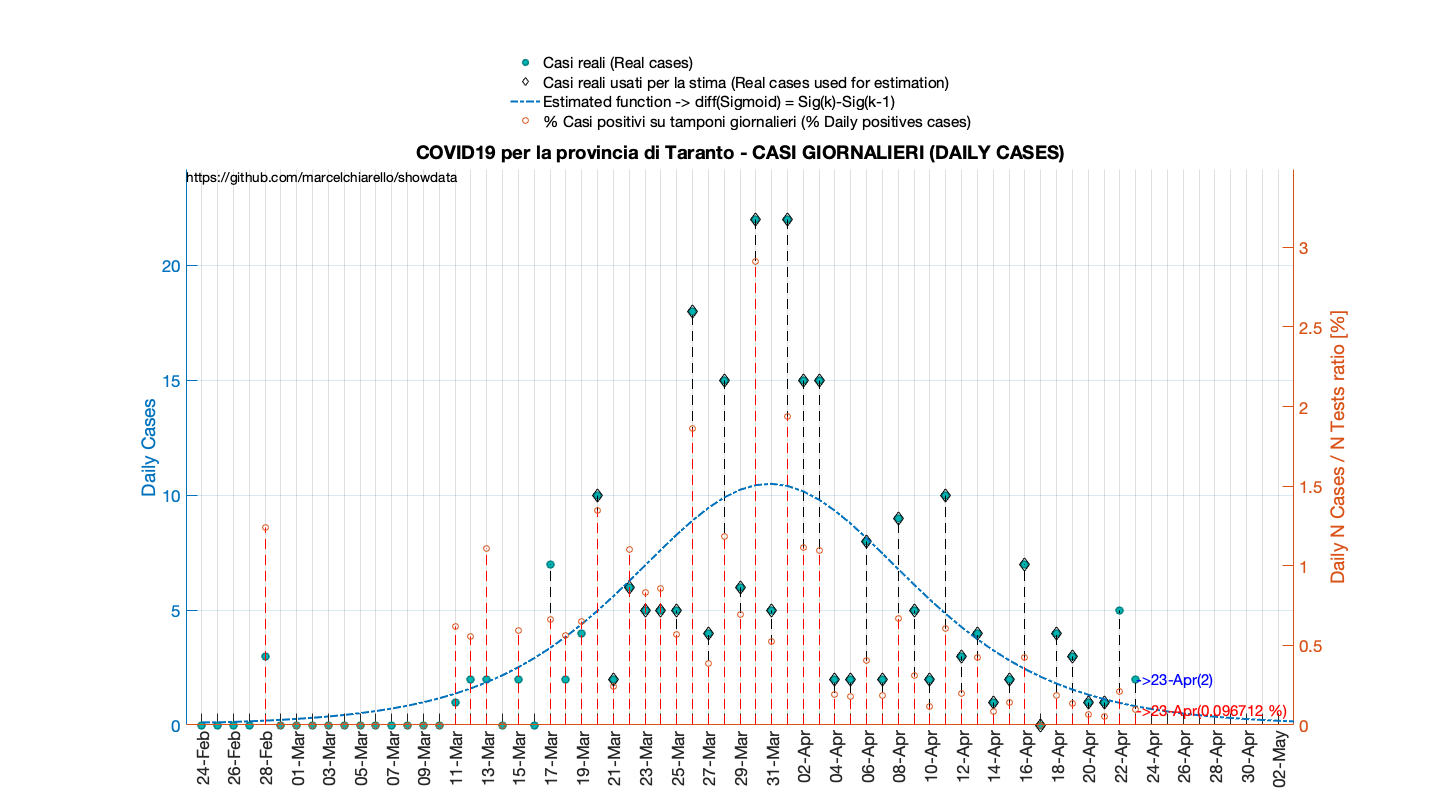 Casi reali (Real cases)
Casi reali usati per la stima (Real cases used for estimation)
Estimated function -> diff(Sigmoid) = Sig(k)-Sig(k-1)
% Casi positivi su tamponi giornalieri (% Daily positives cases)
COVID19 per la provincia di Taranto - CASI GIORNALIERI (DAILY CASES)
https://github.com/marcelchiarello/showdata
Daily Cases
20
15
10
5
0
3
2.5
2
1.5
1
0.5
0
Daily N Cases / N Tests ratio [%]
->23-Apr(2)
->23-Apr(0.096712 %)
24-Feb
26-Feb
28-Feb
01-Mar
03-Mar
05-Mar
07-Mar
09-Mar
11-Mar
13-Mar
15-Mar
17-Mar
19-Mar
21-Mar
23-Mar
25-Mar
27-Mar
29-Mar
31-Mar
02-Apr
04-Apr
06-Apr
08-Apr
10-Apr
12-Apr
14-Apr
16-Apr
18-Apr
20-Apr
22-Apr
24-Apr
26-Apr
28-Apr
30-Apr
02-May